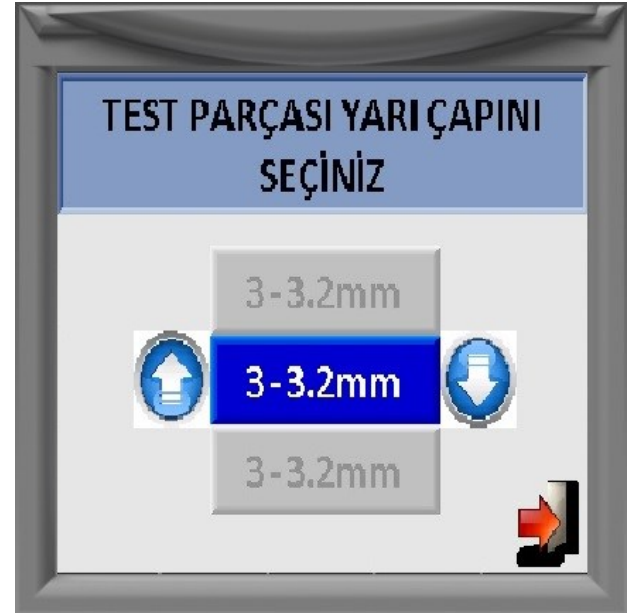 TEST PARÇASI YARI ÇAPINI
SEÇİNİZ
3-3.2mm
3-3.2mm
3-3.2mm